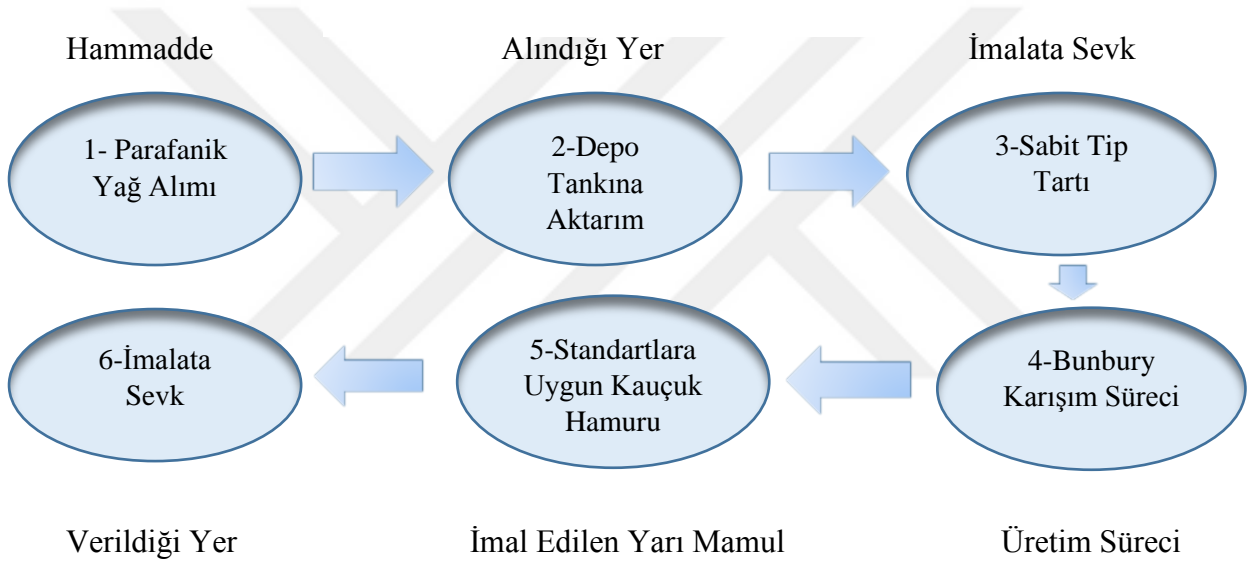 Hammadde
Alındığı Yer
İmalata Sevk
1- Parafanik
Yağ Alımı
2-Depo
Tankına
Aktarım
3-Sabit Tip
Tartı
4-Bunbury
Karışım Süreci
5-Standartlara
Uygun Kauçuk
Hamuru
6-İmalata
Sevk
Verildiği Yer
İmal Edilen Yarı Mamul
Üretim Süreci